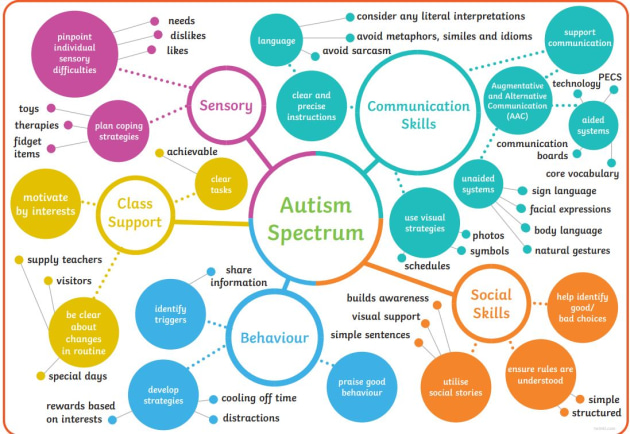 pinpoint
individual
sensory
difficulties
needs
dislikes
likes
Sensory
toys
therapies
fidget
items
plan coping
strategies
language
consider any literal interpretations
avoid metaphors, similes and idioms
avoid sarcasm
clear and
precise
instructions
Communication
Skills
support
communication
Augmentative
and Alternative
Communication
(AAC)
technology
PECS
aided
systems
communication
boards
core vocabulary
unaided
systems
sign language
facial expressions
body language
natural gestures
use visual
strategies
photos
symbols
schedules
achievable
clear
tasks
motivate
by interests
Class
Support
Autism
Spectrum
supply teachers
visitors
be clear
about
changes
in routine
special days
share
information
identify
triggers
Behaviour
develop
strategies
cooling off time
distractions
rewards based
on interests
praise good
behaviour
builds awareness
visual support
simple sentences
utilise
social stories
Social
Skills
help identify
good/
bad choices
ensure rules are
understood
simple
structured